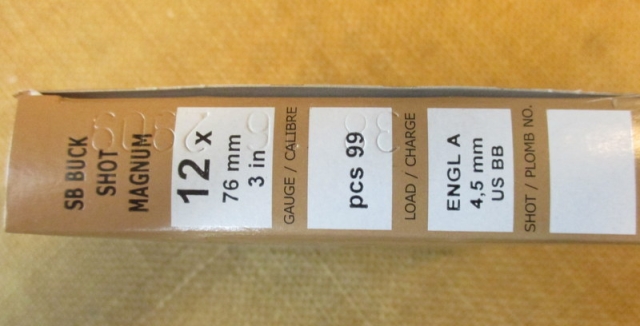 SB BUCK
SHOT
MAGNUM
12 x
76 mm
3 in
GAUGE / CALIBRE
pcs 99
LOAD / CHARGE
ENGL A
4,5 mm
US BB
SHOT / PLOMB NO.